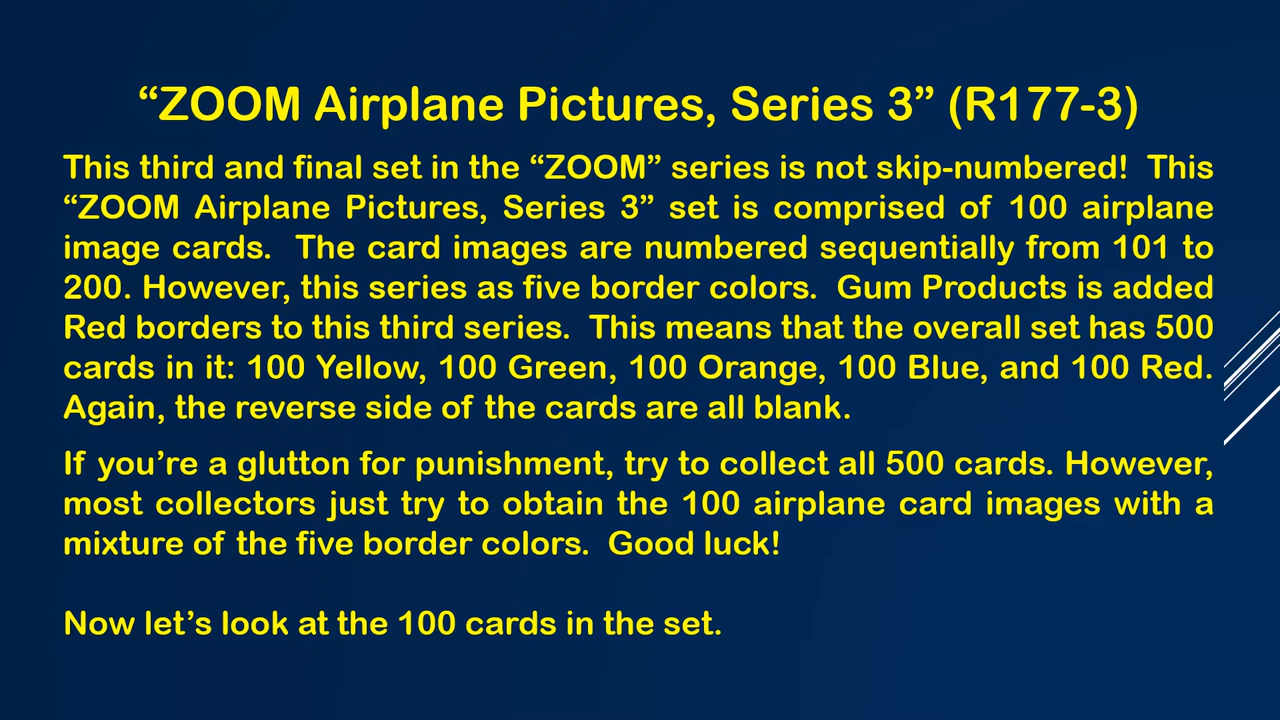 “ZOOM Airplane Pictures, Series 3” (R177-3)
This third and final set in the “ZOOM” series is not skip-numbered!  This
“ZOOM Airplane Pictures, Series 3” set is comprised of 100 airplane
image cards.  The card images are numbered sequentially from 101 to
200. However, this series as five border colors.  Gum Products is added
Red borders to this third series.  This means that the overall set has 500
cards in it: 100 Yellow, 100 Green, 100 Orange, 100 Blue, and 100 Red.
Again, the reverse side of the cards are all blank.
If you’re a glutton for punishment, try to collect all 500 cards. However,
most collectors just try to obtain the 100 airplane card images with a
mixture of the five border colors.  Good luck!
Now let’s look at the 100 cards in the set.